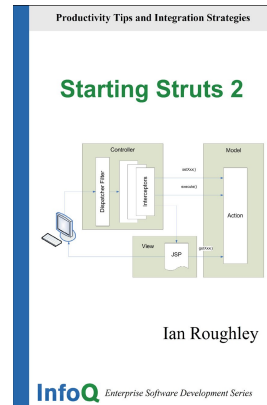 Productivity Tips and Integration Strategies
Starting Struts 2
Controller
Model
Dispatcher Filter
Interceptors
setXxx()
execute()
Action
View
JSP
getXxx()
Ian Roughley
InfoQ Enterprise Software Development Series